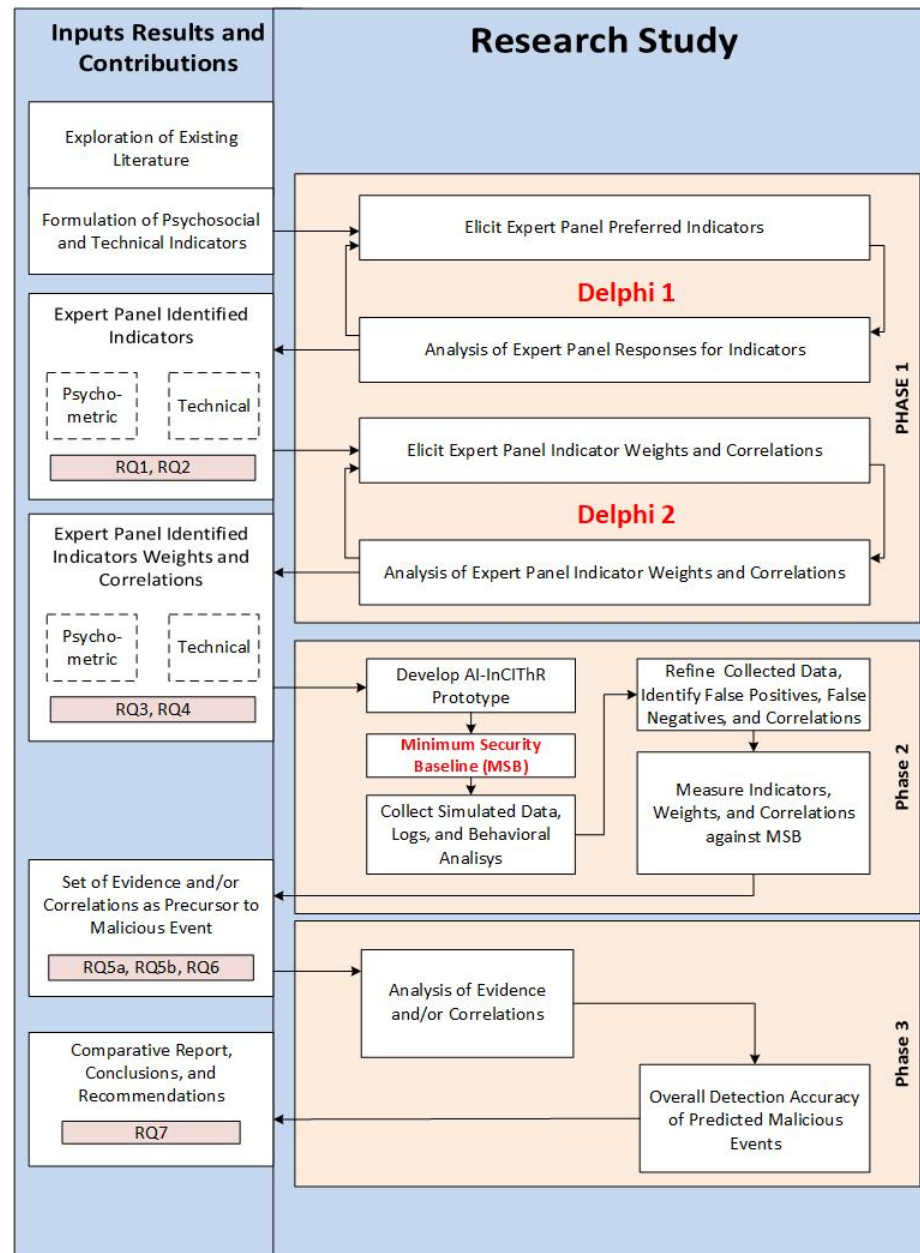 Inputs Results and
Contributions
Research Study
Exploration of Existing
Literature
Formulation of Psychosocial
and Technical Indicators
Elicit Expert Panel Preferred Indicators
Delphi 1
Analysis of Expert Panel Responses for Indicators
Expert Panel Identified
Indicators
Psycho-
metric
Technical
RQ1, RQ2
Elicit Expert Panel Indicator Weights and Correlations
Delphi 2
Analysis of Expert Panel Indicator Weights and Correlations
PHASE 1
Expert Panel Identified
Indicators Weights and
Correlations
Psycho-
metric
Technical
RQ3, RQ4
Develop AI-InCIThR
Prototype
Minimum Security
Baseline (MSB)
Collect Simulated Data,
Logs, and Behavioral
Analisys
Refine Collected Data,
Identify False Positives, False
Negatives, and Correlations
Measure Indicators,
Weights, and Correlations
against MSB
Phase 2
Set of Evidence and/or
Correlations as Precursor to
Malicious Event
RQ5a, RQ5b, RQ6
Analysis of Evidence
and/or Correlations
Overall Detection Accuracy
of Predicted Malicious
Events
Phase 3
Comparative Report,
Conclusions, and
Recommendations
RQ7